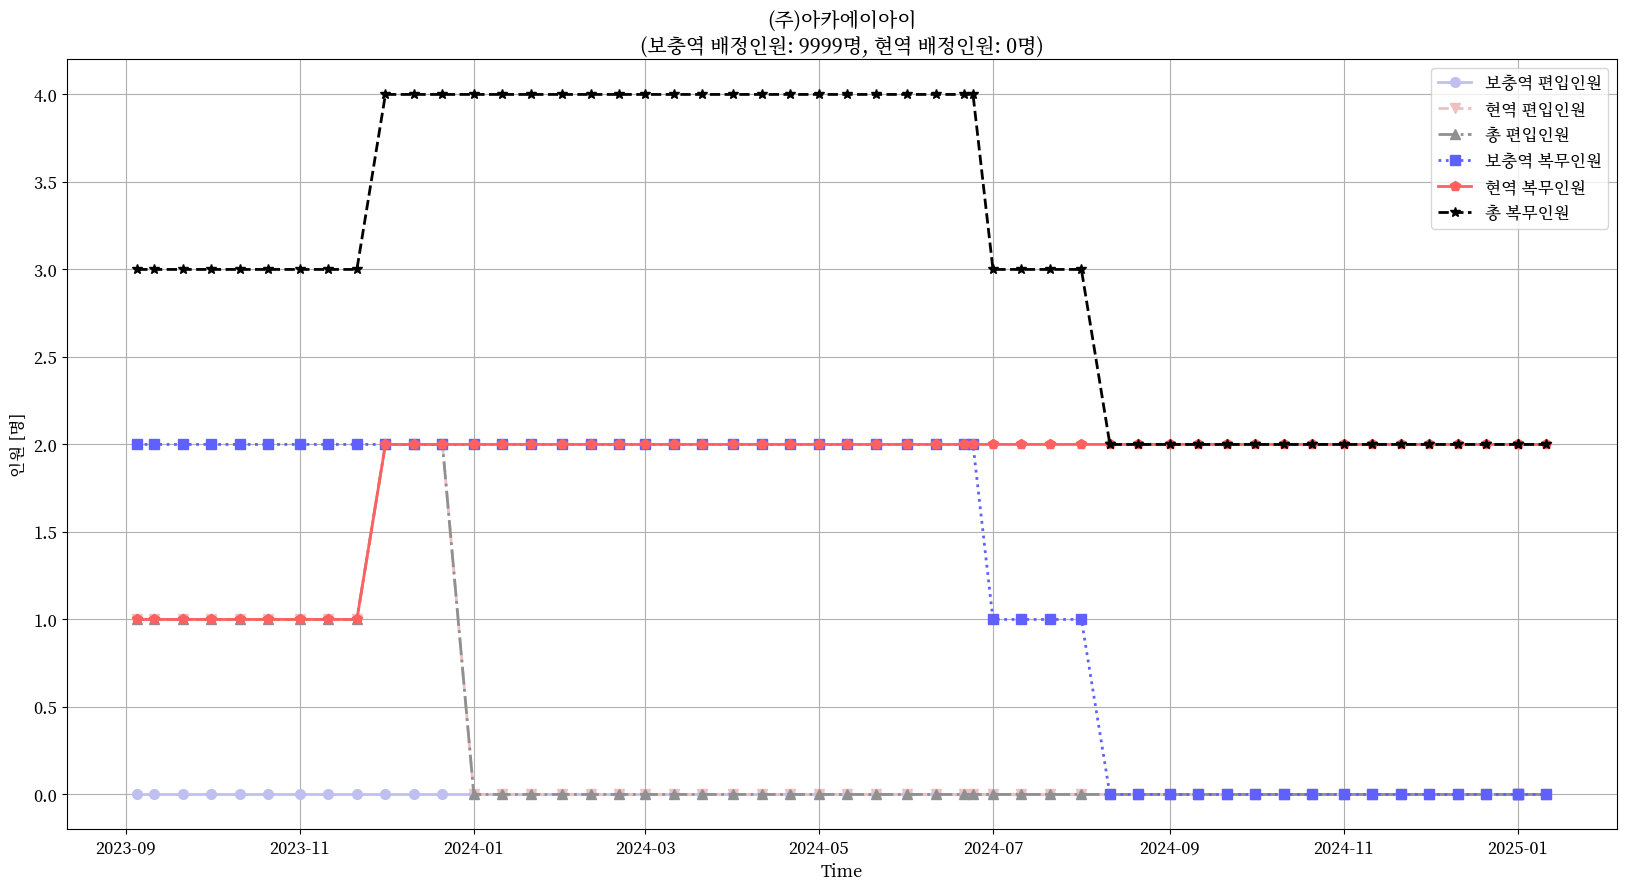 (주)아카에이아이
(보충역 배정인원: 9999명, 현역 배정인원: 0명)
보충역 편입인원
현역 편입인원
총 편입인원
보충역 복무인원
현역 복무인원
총 복무인원
인원 [명]
4.0
3.5
3.0
2.5
2.0
1.5
1.0
0.5
0.0
2023-09 2023-11 2024-01 2024-03 2024-05 2024-07 2024-09 2024-11 2025-01
Time